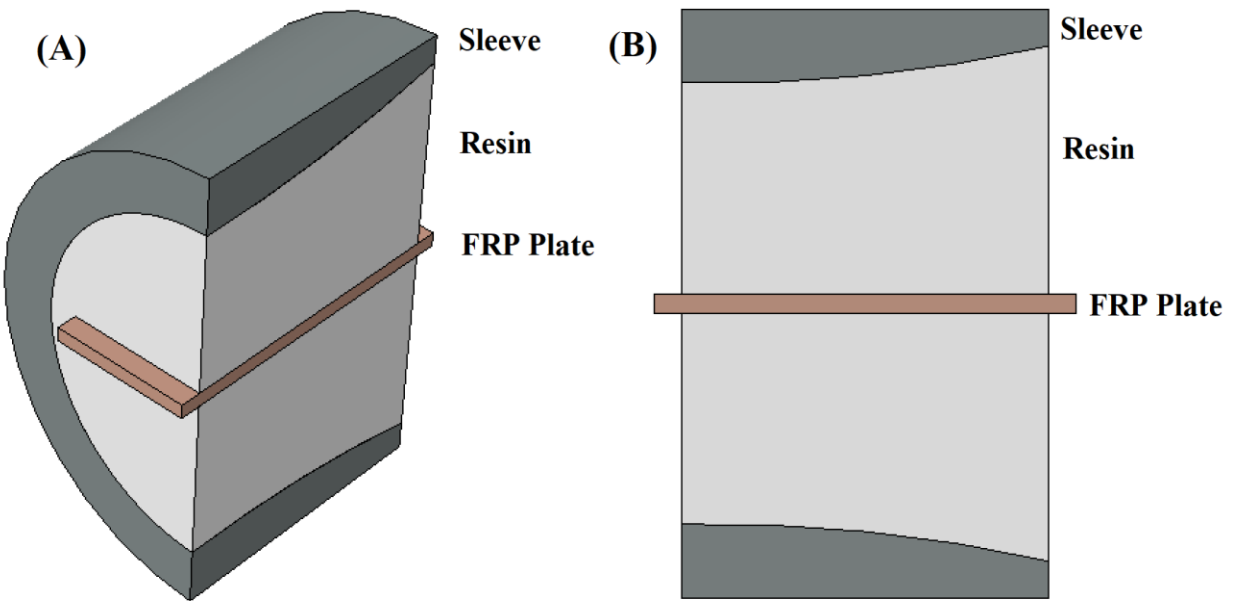 (A)
Sleeve
Resin
FRP Plate
(B)
Sleeve
Resin
FRP Plate